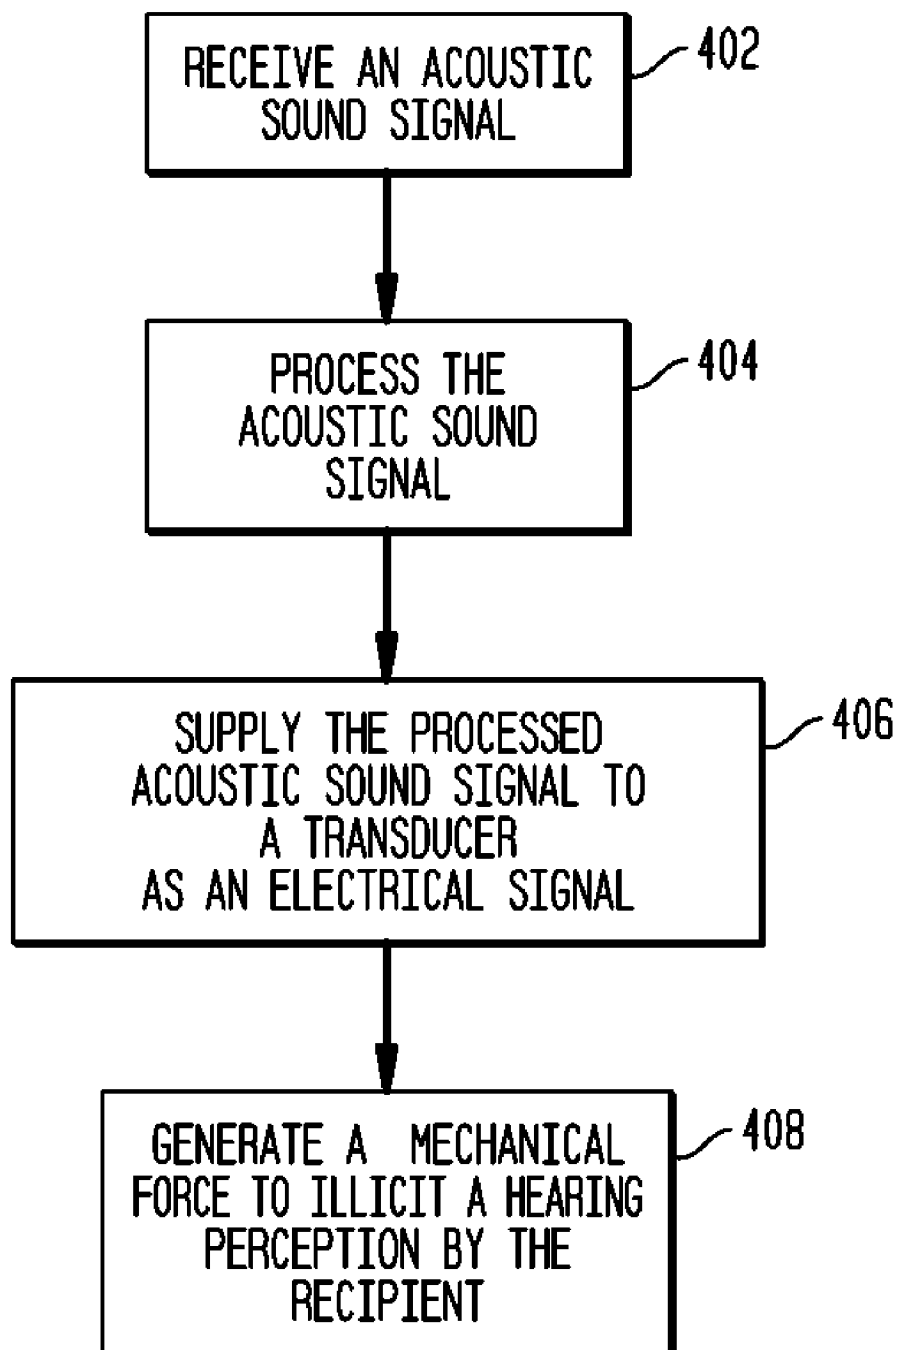 RECEIVE AN ACOUSTIC
SOUND SIGNAL
402
PROCESS THE
ACOUSTIC SOUND
SIGNAL
404
SUPPLY THE PROCESSED
ACOUSTIC SOUND SIGNAL TO
A TRANSDUCER
AS AN ELECTRICAL SIGNAL
406
GENERATE A MECHANICAL
FORCE TO ILLICIT A HEARING
PERCEPTION BY THE
RECIPIENT
408